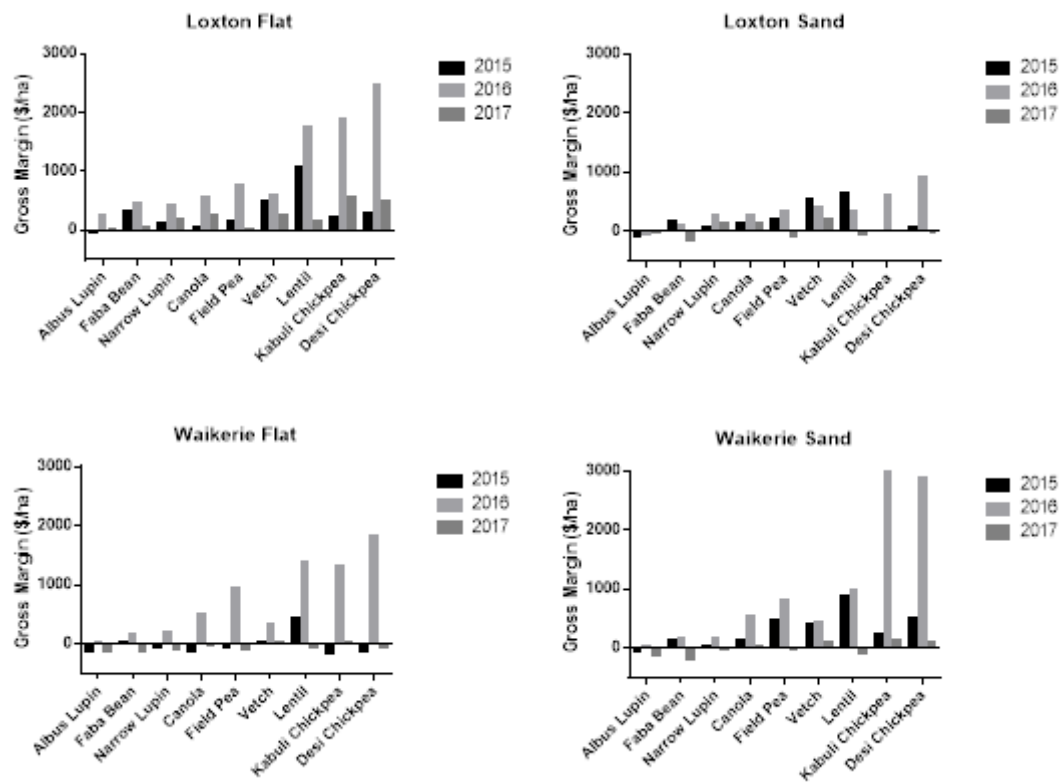 Loxton Flat
Gross Margin ($/ha)
3000
2000
1000
0
2015
2016
2017
Albus Lupin
Faba Bean
Narrow Lupin
Canola
Field Pea
Vetch
Lentil
Kabuli Chickpea
Desi Chickpea
Loxton Sand
Gross Margin ($/ha)
3000
2000
1000
0
2015
2016
2017
Albus Lupin
Faba Bean
Narrow Lupin
Canola
Field Pea
Vetch
Lentil
Kabuli Chickpea
Desi Chickpea
Waikerie Flat
Gross Margin ($/ha)
3000
2000
1000
0
2015
2016
2017
Albus Lupin
Faba Bean
Narrow Lupin
Canola
Field Pea
Vetch
Lentil
Kabuli Chickpea
Desi Chickpea
Waikerie Sand
Gross Margin ($/ha)
3000
2000
1000
0
2015
2016
2017
Albus Lupin
Faba Bean
Narrow Lupin
Canola
Field Pea
Vetch
Lentil
Kabuli Chickpea
Desi Chickpea